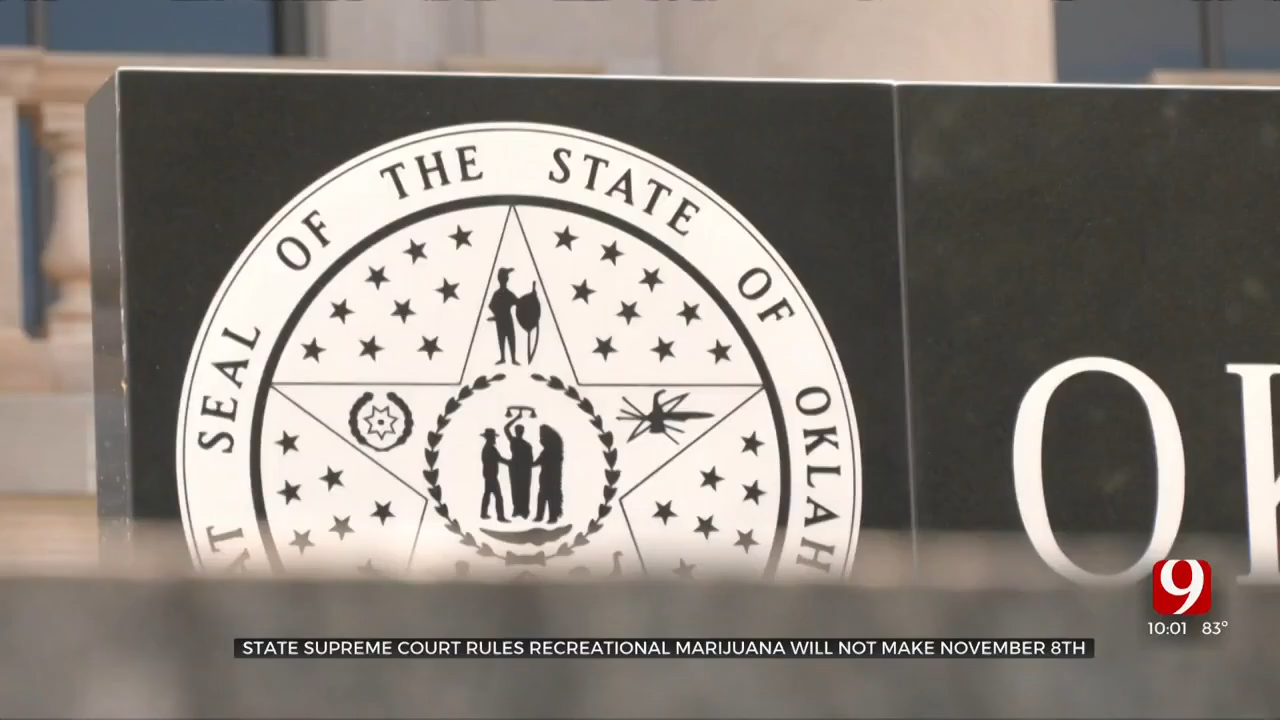 SEAL OF THE STATE OF OKLAH
O
9
10:01 83°
STATE SUPREME COURT RULES RECREATIONAL MARIJUANA WILL NOT MAKE NOVEMBER 8TH